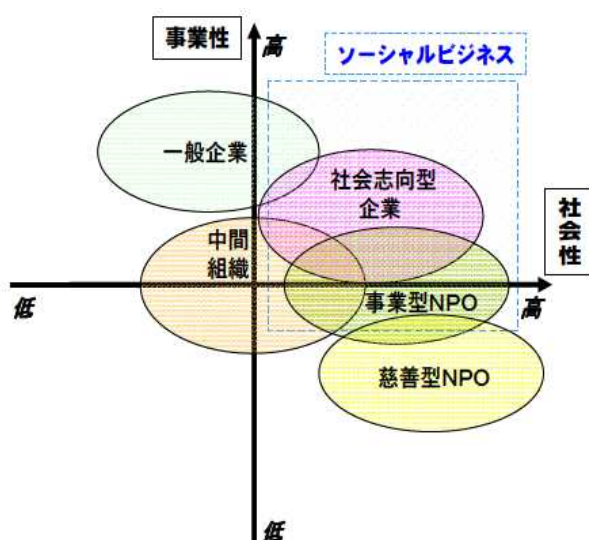 事業性
高
ソーシャルビジネス
一般企業
社会志向型
企業
社会性
中間
組織
低
事業型NPO
高
慈善型NPO
低